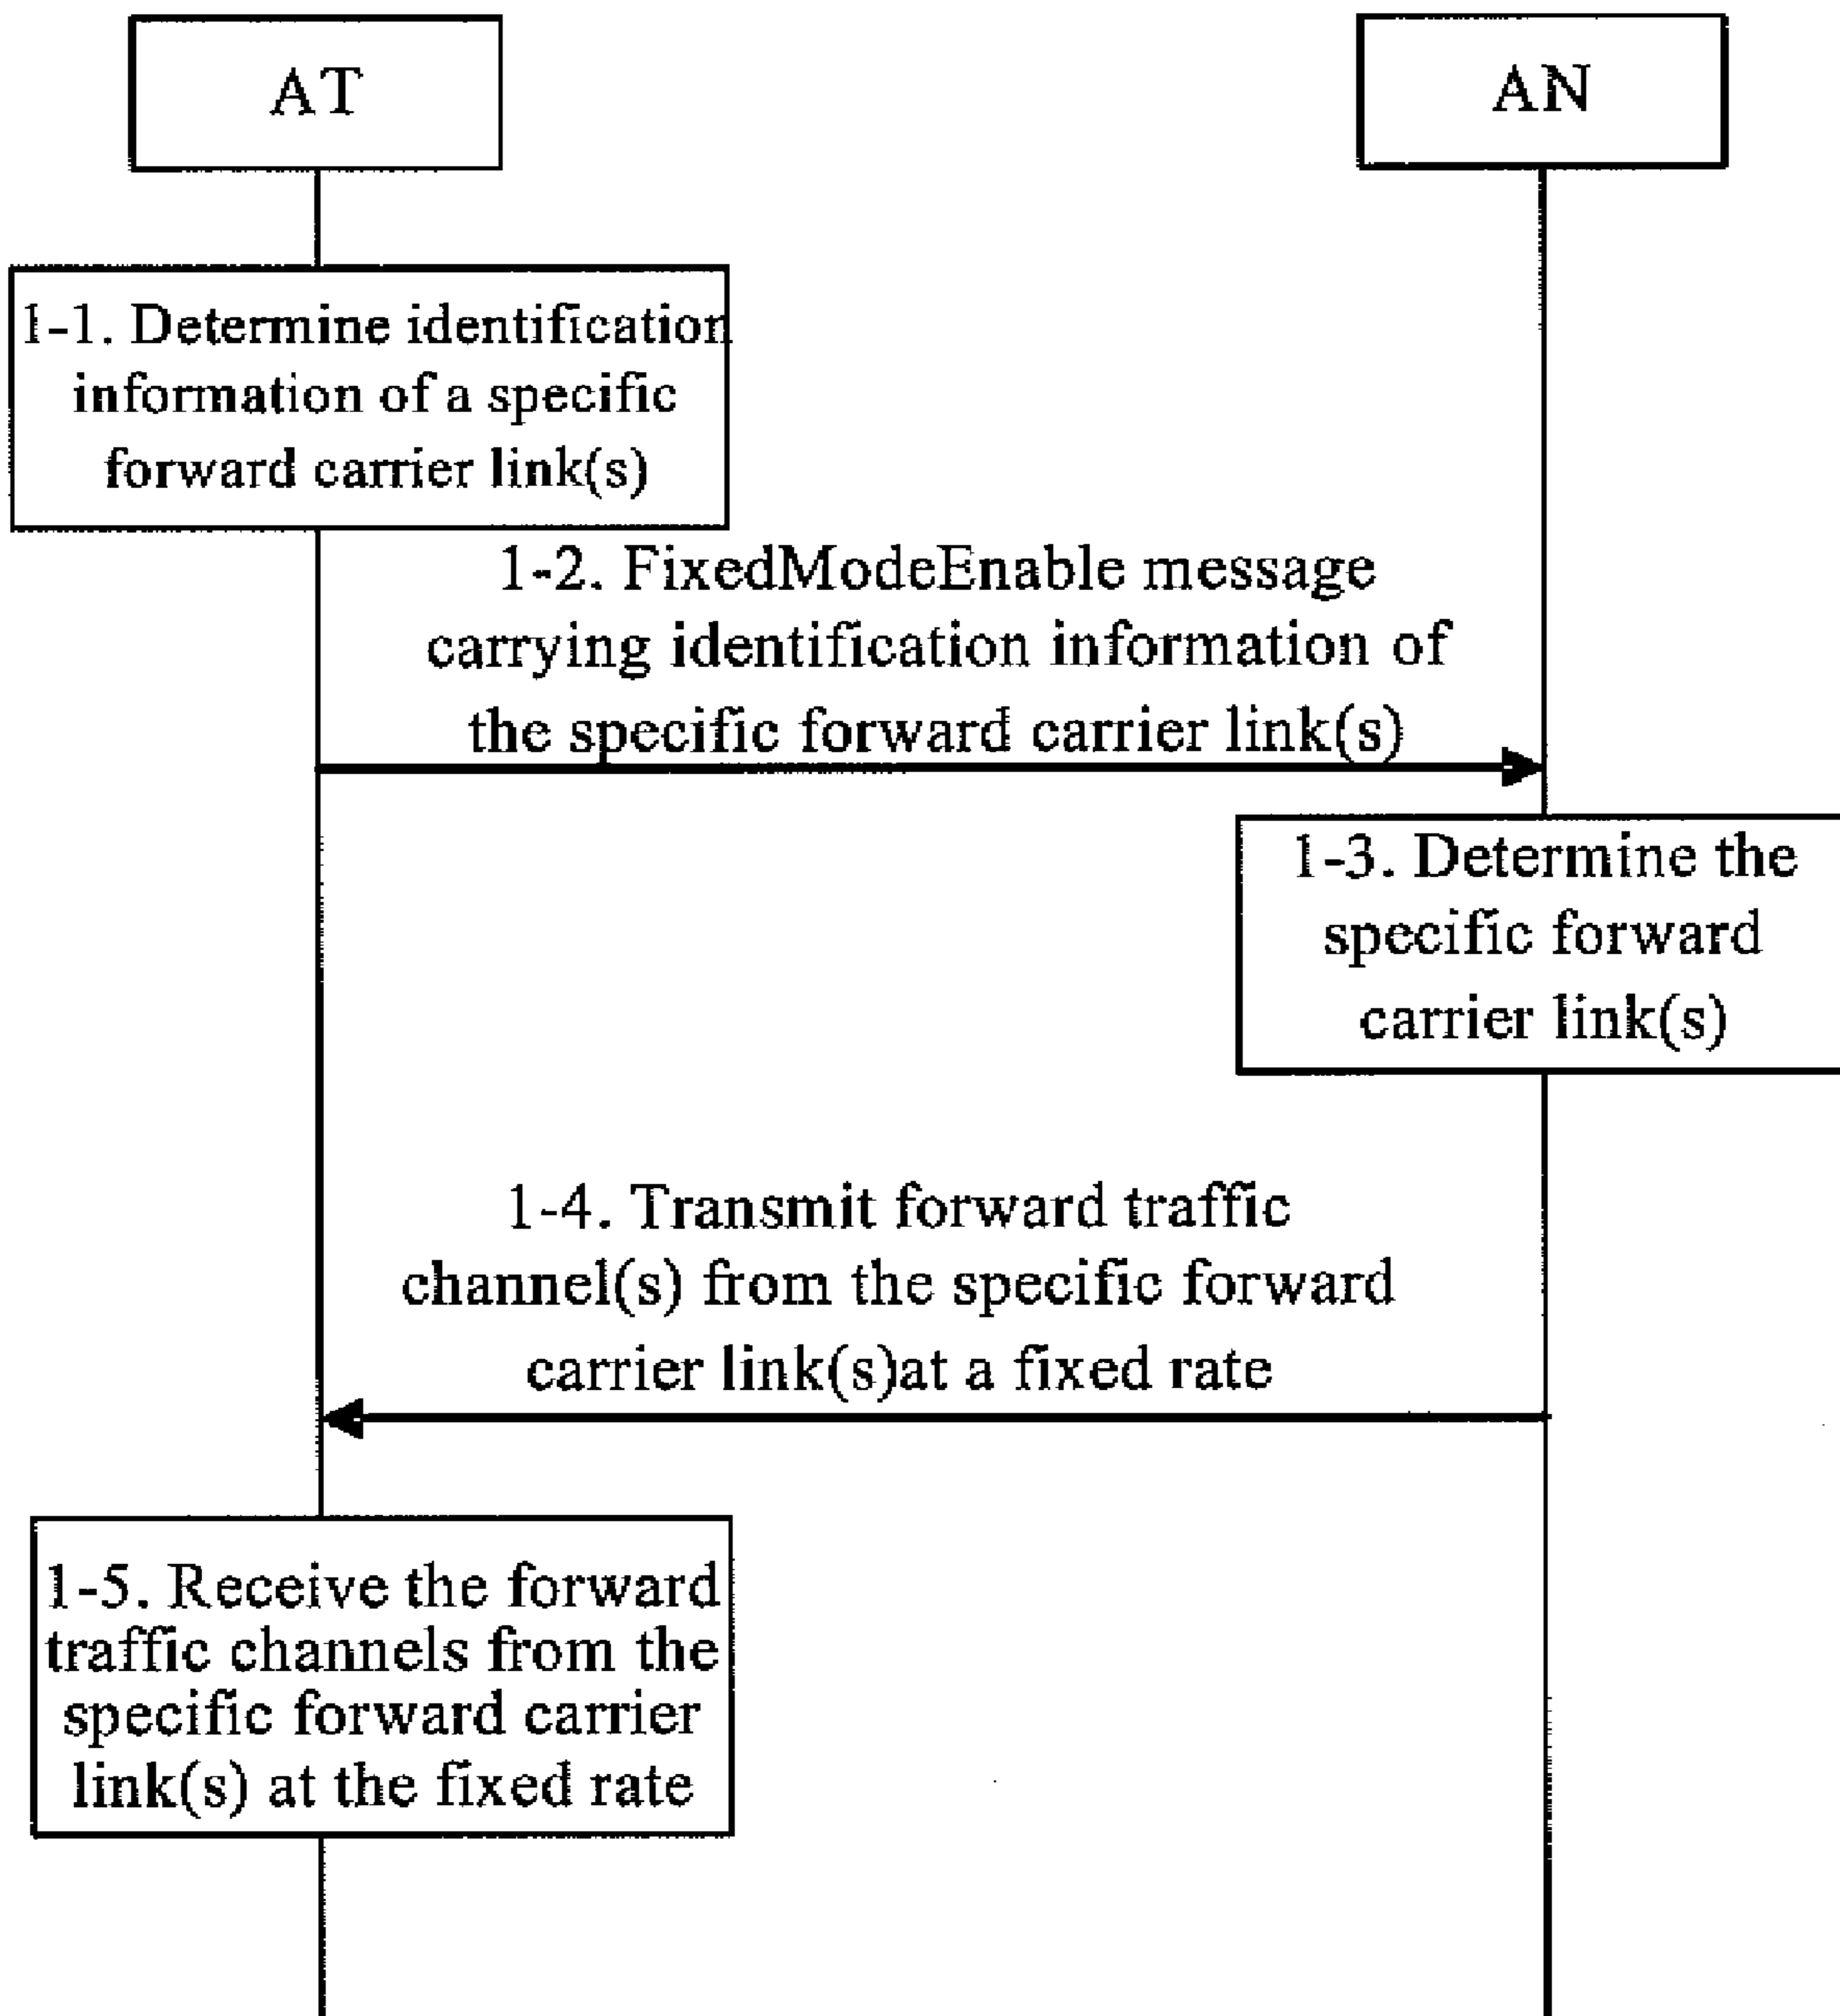 AT
AN
1-1. Determine identification
information of a specific
forward carrier link(s)
1-2. FixedModeEnable message
carrying identification information of
the specific forward carrier link(s)
1-3. Determine the
specific forward
carrier link(s)
1-4. Transmit forward traffic
channel(s) from the specific forward
carrier link(s)at a fixed rate
1-5. Receive the forward
traffic channels from the
specific forward carrier
link(s) at the fixed rate